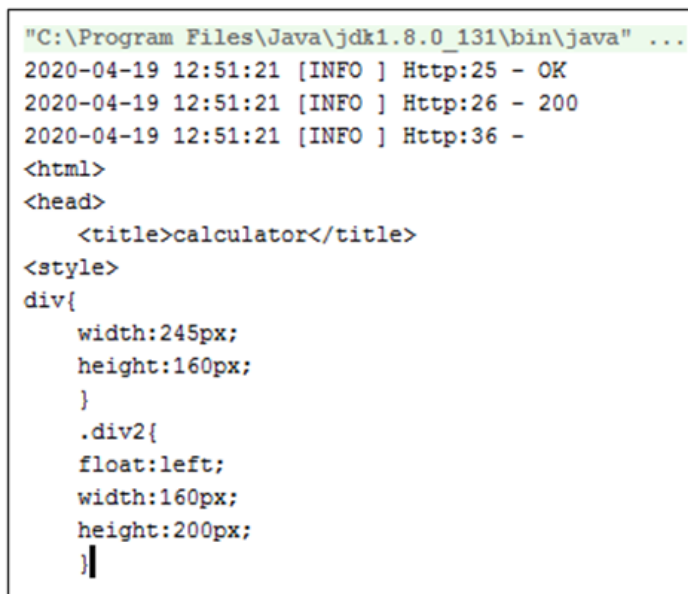 "C:\Program Files\Java\jdk1.8.0_131\bin\java" ...
2020-04-19 12:51:21 [INFO ] Http:25 - OK
2020-04-19 12:51:21 [INFO ] Http:26 - 200
2020-04-19 12:51:21 [INFO ] Http:36 -
<html>
<head>
    <title>calculator</title>
<style>
div{
    width:245px;
    height:160px;
    }
    .div2{
    float:left;
    width:160px;
    height:200px;
    }